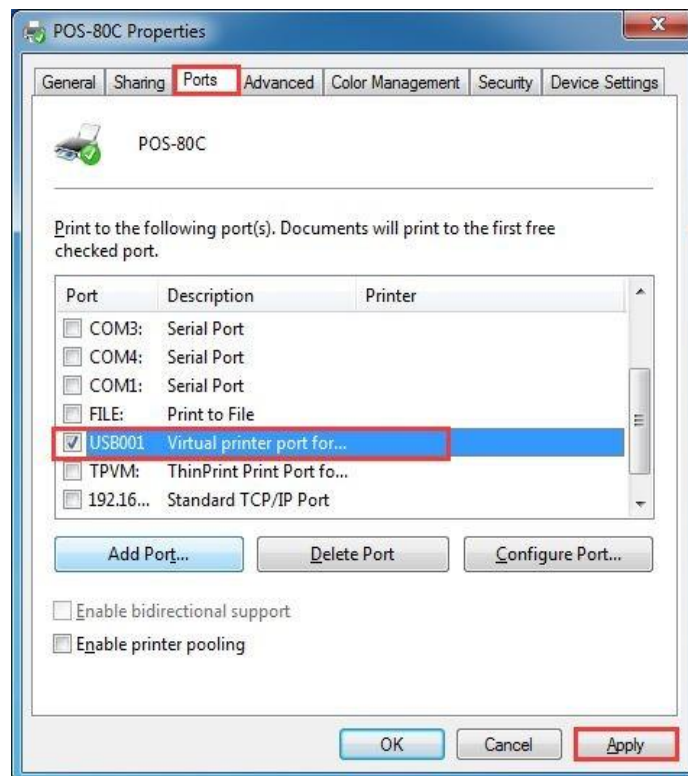 POS-80C Properties
General Sharing Ports Advanced Color Management Security Device Settings
POS-80C
Print to the following port(s). Documents will print to the first free
checked port.
Port Description Printer
COM3: Serial Port
COM4: Serial Port
COM1: Serial Port
FILE: Print to File
USB001 Virtual printer port for...
TPVM: ThinPrint Print Port fo...
192.16... Standard TCP/IP Port
Add Port... Delete Port Configure Port...
Enable bidirectional support
Enable printer pooling
OK Cancel Apply